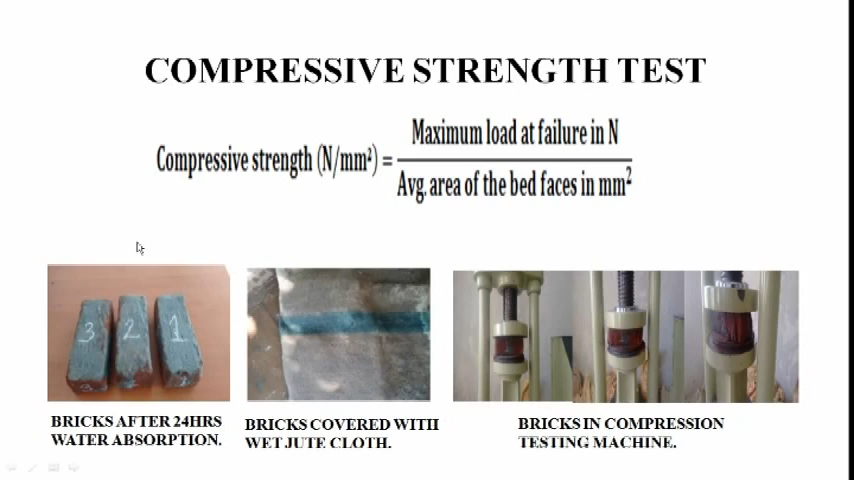 COMPRESSIVE STRENGTH TEST
Compressive strength (N/mm²) = Maximum load at failure in N
Avg. area of the bed faces in mm²
3 2 1
BRICKS AFTER 24HRS
WATER ABSORPTION.
BRICKS COVERED WITH
WET JUTE CLOTH.
BRICKS IN COMPRESSION
TESTING MACHINE.